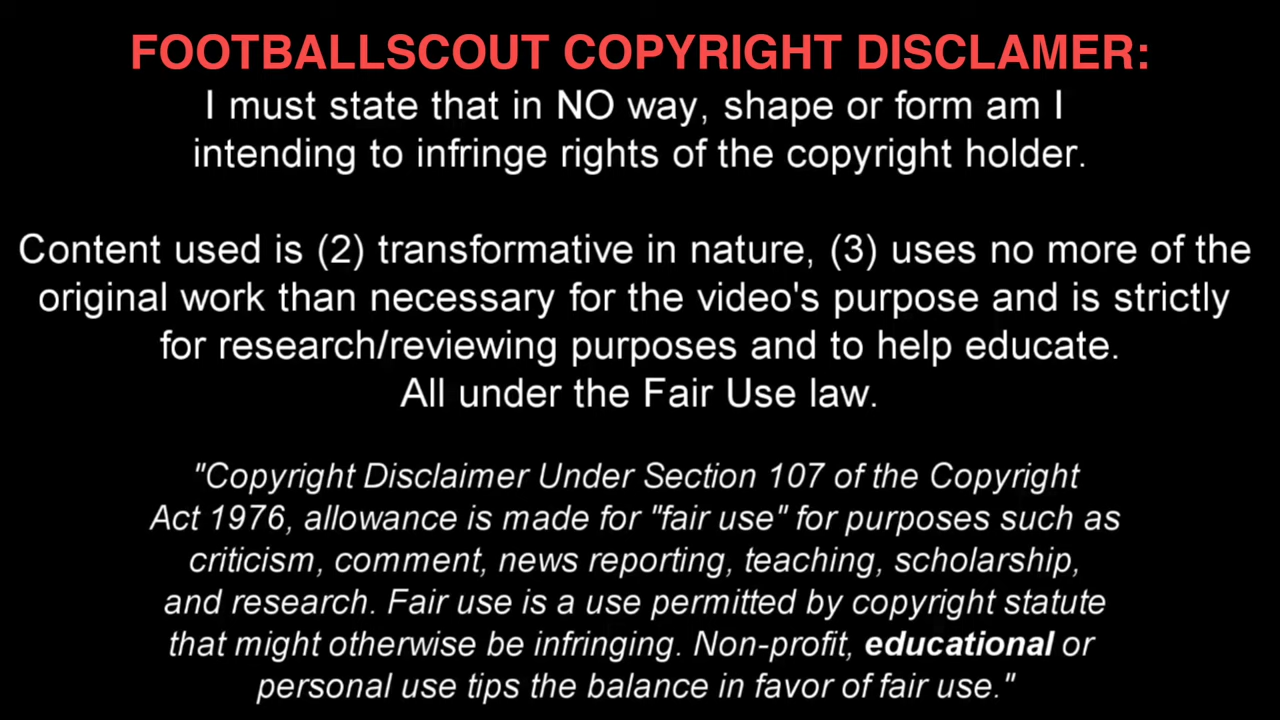 FOOTBALLSCOUT COPYRIGHT DISCLAMER:
I must state that in NO way, shape or form am I
intending to infringe rights of the copyright holder.
Content used is (2) transformative in nature, (3) uses no more of the
original work than necessary for the video's purpose and is strictly
for research/reviewing purposes and to help educate.
All under the Fair Use law.
"Copyright Disclaimer Under Section 107 of the Copyright
Act 1976, allowance is made for "fair use" for purposes such as
criticism, comment, news reporting, teaching, scholarship,
and research. Fair use is a use permitted by copyright statute
that might otherwise be infringing. Non-profit, educational or
personal use tips the balance in favor of fair use."